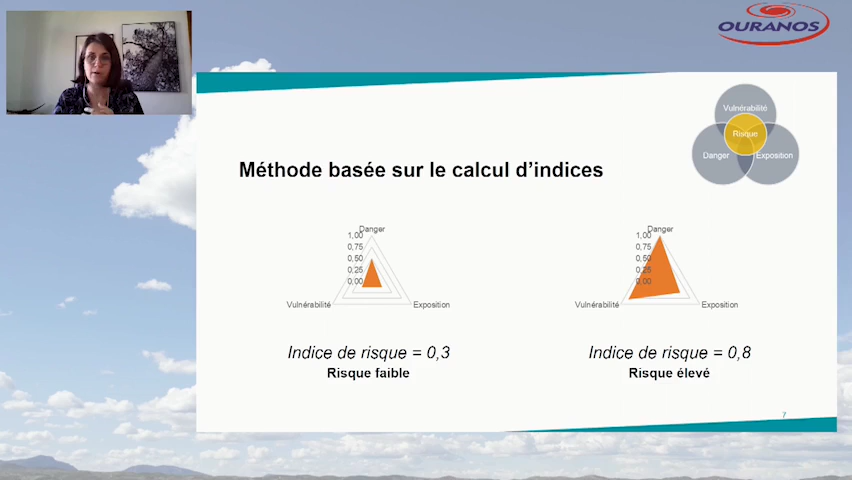 OURANOS
Vulnérabilité
Risque
Danger
Exposition
Méthode basée sur le calcul d'indices
Danger
1,00
0,75
0,50
0,25
0,00
Vulnérabilité
Exposition
Danger
1,00
0,75
0,50
0,25
0,00
Vulnérabilité
Exposition
Indice de risque = 0,3
Risque faible
Indice de risque = 0,8
Risque élevé
7